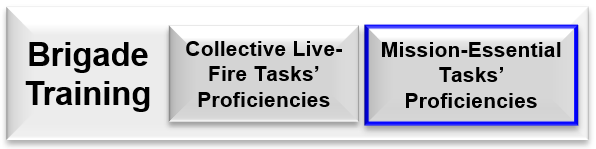 Brigade
Training
Collective Live-
Fire Tasks’
Proficiencies
Mission-Essential
Tasks’
Proficiencies